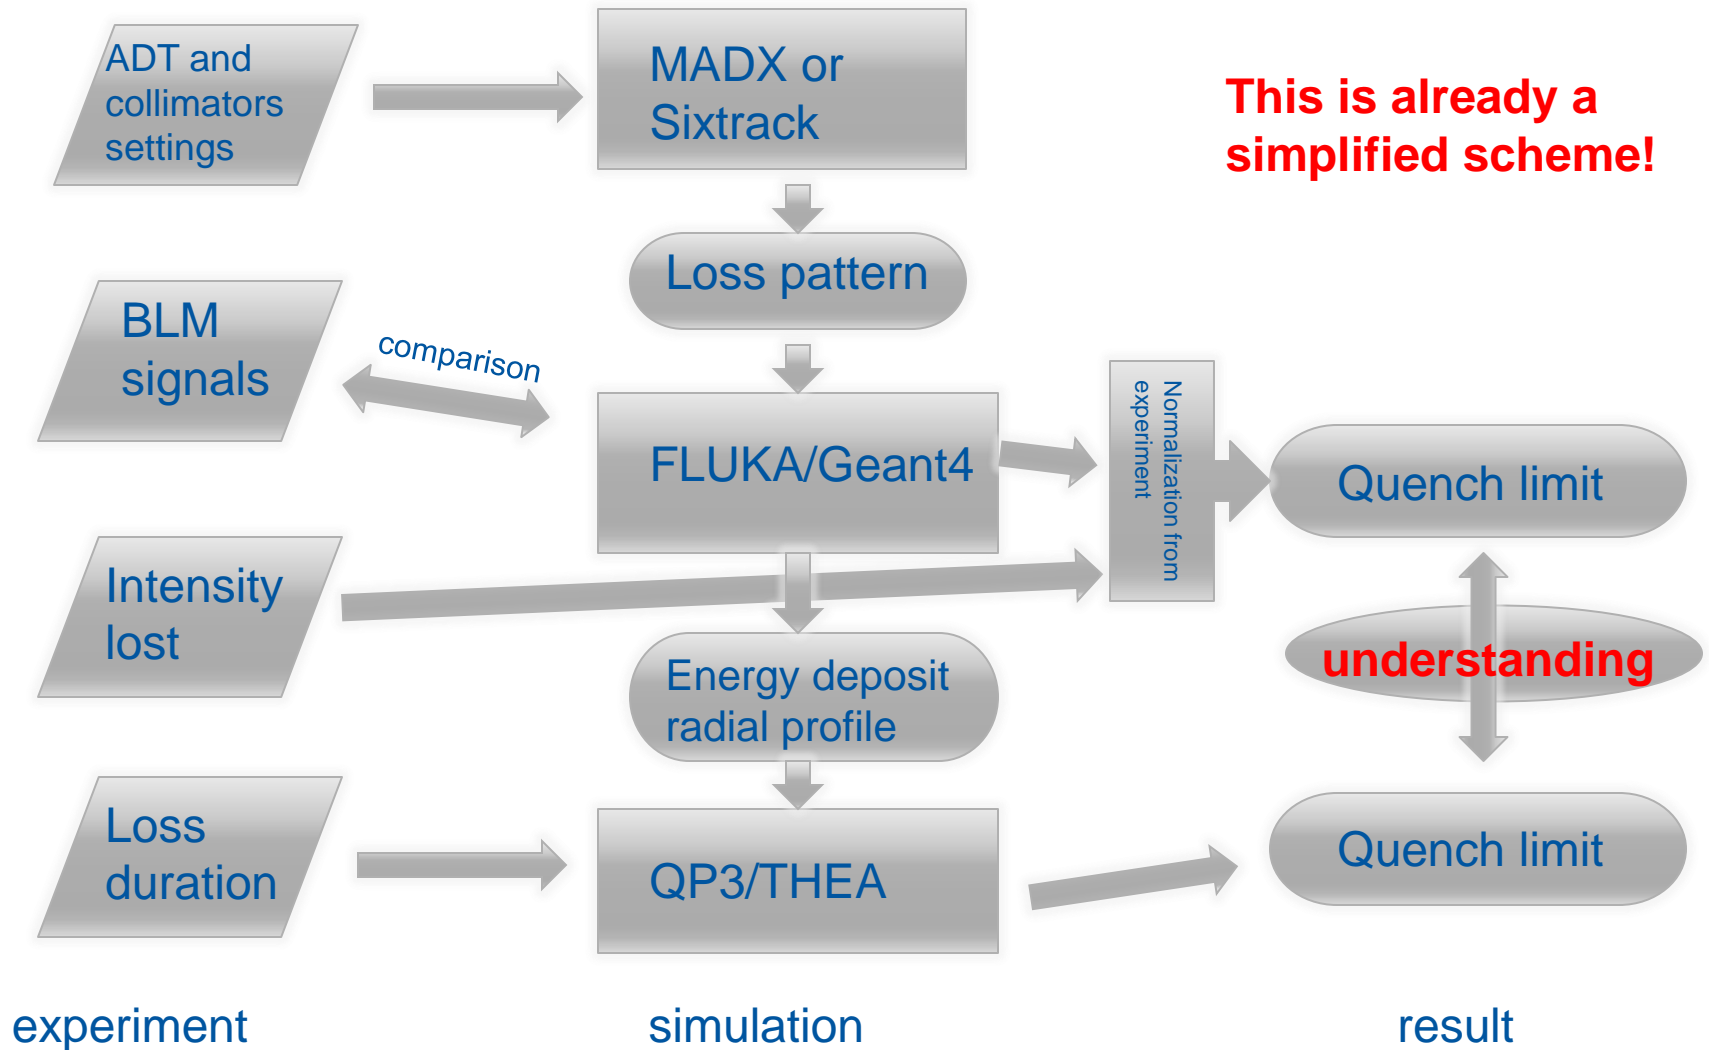 ADT and
collimators
settings
MADX or
Sixtrack
This is already a
simplified scheme!
Loss pattern
BLM
signals
comparison
FLUKA/Geant4
Normalization from
experiment
Quench limit
Intensity
lost
understanding
Energy deposit
radial profile
Loss
duration
QP3/THEA
Quench limit
experiment
simulation
result